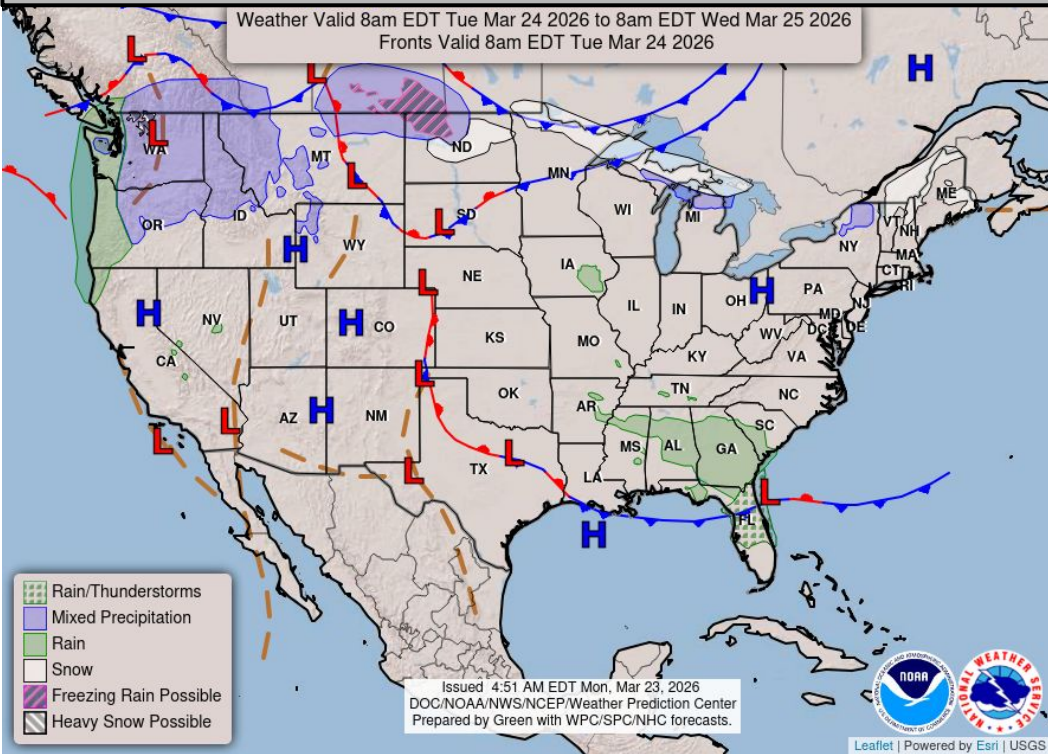 Weather Valid 8am EDT Tue Mar 24 2026 to 8am EDT Wed Mar 25 2026
Fronts Valid 8am EDT Tue Mar 24 2026
L
L
H
L
WA
MT
ND
L
MN
ME
OR
ID
L
SD
WI
MI
VT
NH
NY
MA
H
WY
CT
RI
L
NE
IA
H
PA
OH
NJ
H
NV
UT
H
CO
IL
IN
MD
DE
DC
WV
CA
KS
MO
VA
KY
L
OK
TN
NC
AZ
H
NM
AR
SC
L
L
L
TX
L
MS
AL
GA
L
LA
L
FL
H
Rain/Thunderstorms
Mixed Precipitation
Rain
Snow
Freezing Rain Possible
Heavy Snow Possible
Issued 4:51 AM EDT Mon, Mar 23, 2026
DOC/NOAA/NWS/NCEP/Weather Prediction Center
Prepared by Green with WPC/SPC/NHC forecasts.
NOAA
NATIONAL WEATHER SERVICE
Leaflet | Powered by Esri | USGS